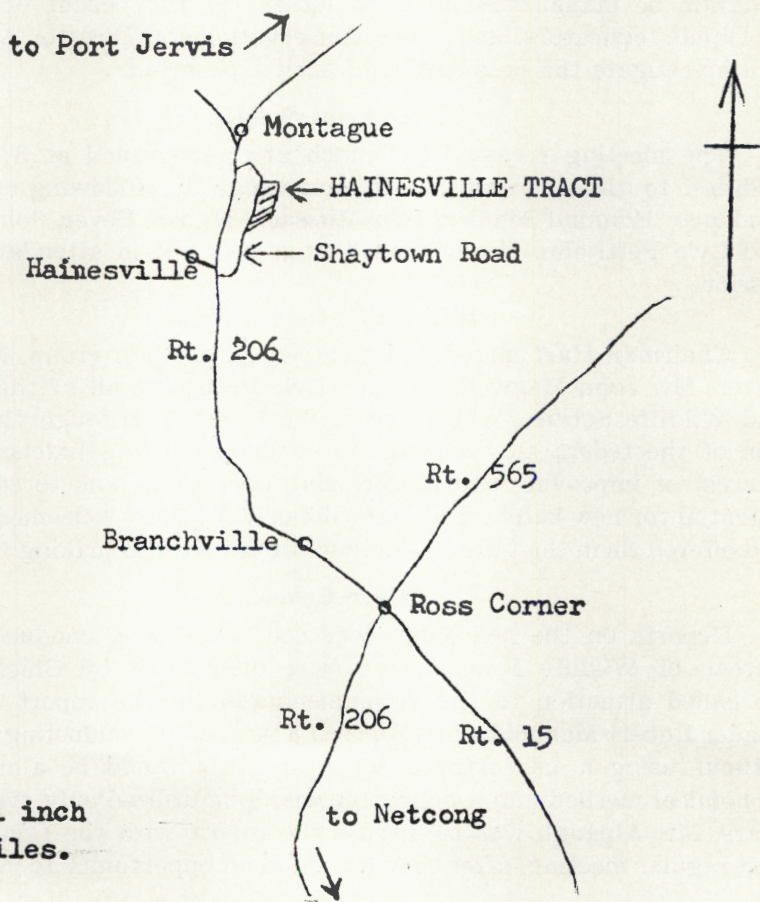 to Port Jervis
Montague
HAINESVILLE TRACT
Hainesville
Shaytown Road
Rt. 206
Rt. 565
Branchville
Ross Corner
Rt. 206
Rt. 15
inch
to Netcong
iles.